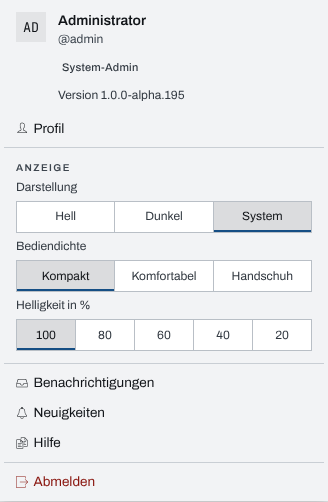 AD
Administrator
@admin
System-Admin
Version 1.0.0-alpha.195
Profil
ANZEIGE
Darstellung
Hell Dunkel System
Bediendichte
Kompakt Komfortabel Handschuh
Helligkeit in %
100 80 60 40 20
Benachrichtigungen
Neuigkeiten
Hilfe
Abmelden